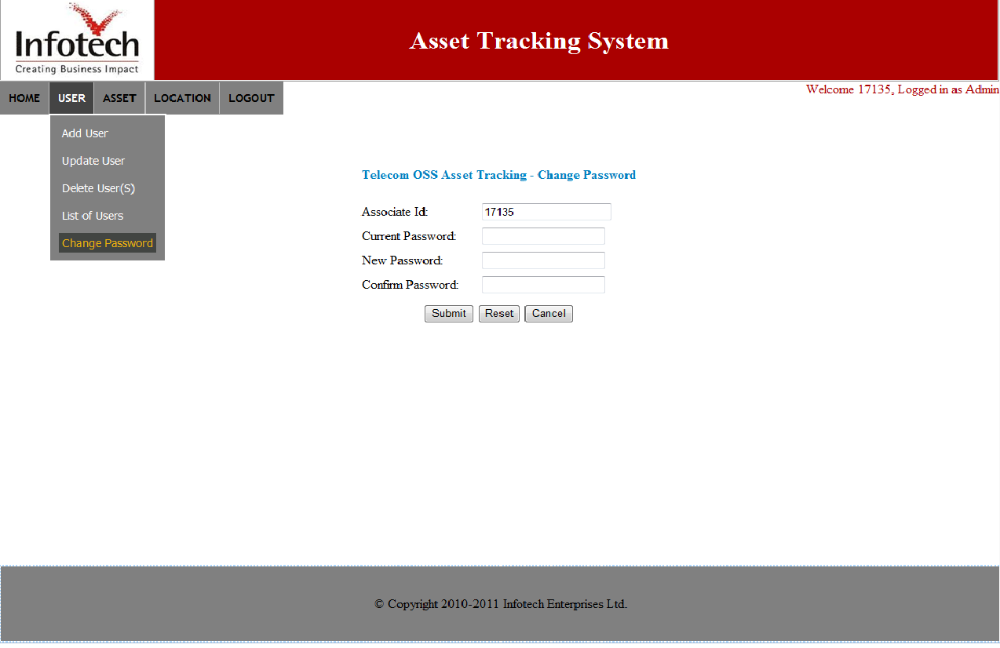 Infotech
Creating Business Impact
Asset Tracking System
HOME USER ASSET LOCATION LOGOUT
Welcome 17135, Logged in as Admin
Add User
Update User
Delete User(S)
List of Users
Change Password
Telecom OSS Asset Tracking - Change Password
Associate Id: 17135
Current Password:
New Password:
Confirm Password:
Submit Reset Cancel
© Copyright 2010-2011 Infotech Enterprises Ltd.